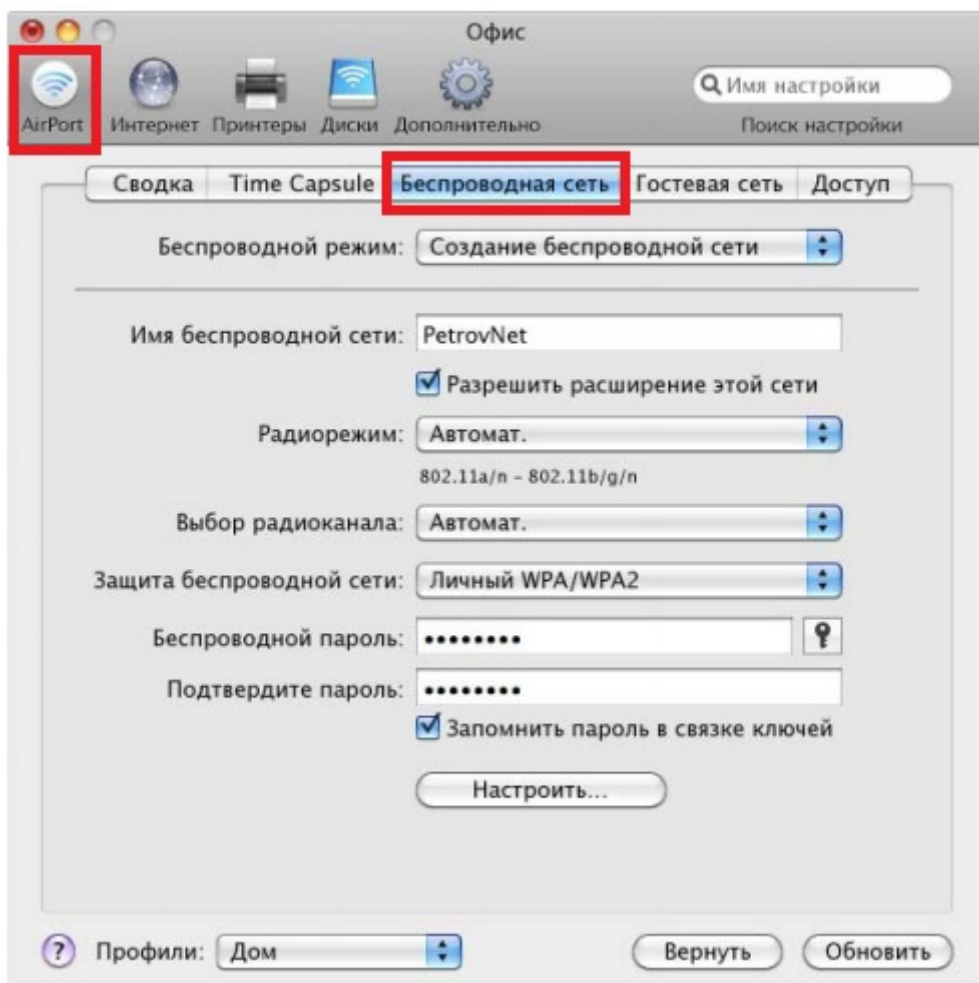 Офис
AirPort Интернет Принтеры Диски Дополнительно
Имя настройки
Поиск настройки
Сводка Time Capsule Беспроводная сеть Гостевая сеть Доступ
Беспроводной режим: Создание беспроводной сети
Имя беспроводной сети: PetrovNet
Разрешить расширение этой сети
Радиорежим: Автомат.
802.11a/n – 802.11b/g/n
Выбор радиоканала: Автомат.
Защита беспроводной сети: Личный WPA/WPA2
Беспроводной пароль: ••••••••
Подтвердите пароль: ••••••••
Запомнить пароль в связке ключей
Настроить...
? Профили: Дом Вернуть Обновить